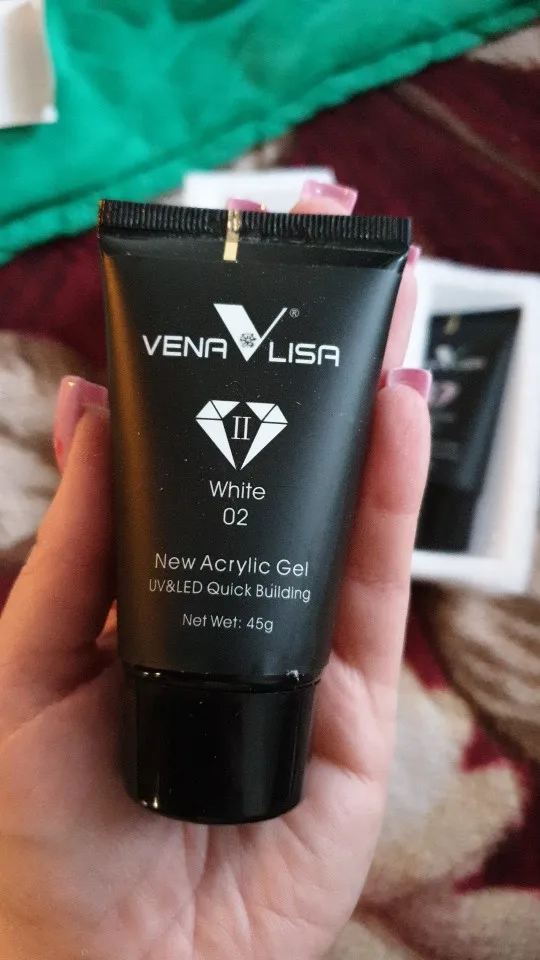 VENA LISA ®
II
White
02
New Acrylic Gel
UV&LED Quick Building
Net Wet: 45g